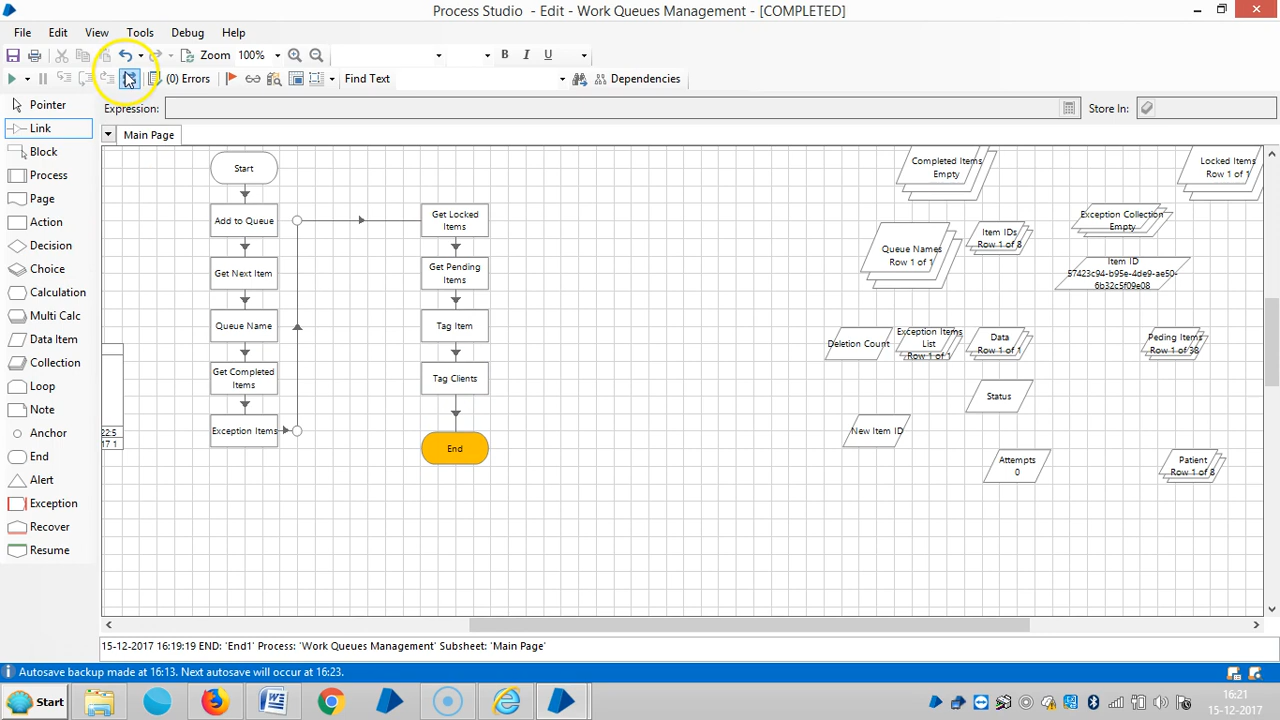 Process Studio - Edit - Work Queues Management - [COMPLETED]
File Edit View Tools Debug Help
Zoom 100% B I U
(0) Errors Find Text Dependencies
Pointer
Expression: Store In:
Link
Main Page
Block
Process
Page
Action
Decision
Choice
Calculation
Multi Calc
Data Item
Collection
Loop
Note
Anchor
End
Alert
Exception
Recover
Resume
Start
Add to Queue
Get Next Item
Queue Name
Get Completed
Items
Exception Items
Get Locked
Items
Get Pending
Items
Tag Item
Tag Clients
End
Completed Items
Empty
Locked Items
Row 1 of 1
Queue Names
Row 1 of 1
Item IDs
Row 1 of 8
Exception Collection
Empty
Item ID
57423c94-b95e-4de9-ae50-
6b32c5f09e08
Deletion Count
Exception Items
List
Row 1 of 1
Data
Row 1 of 1
Peding Items
Row 1 of 38
Status
New Item ID
Attempts
0
Patient
Row 1 of 8
22:5
17 1
15-12-2017 16:19:19 END: 'End1' Process: 'Work Queues Management' Subsheet: 'Main Page'
Autosave backup made at 16:13. Next autosave will occur at 16:23.
Start
16:21
15-12-2017